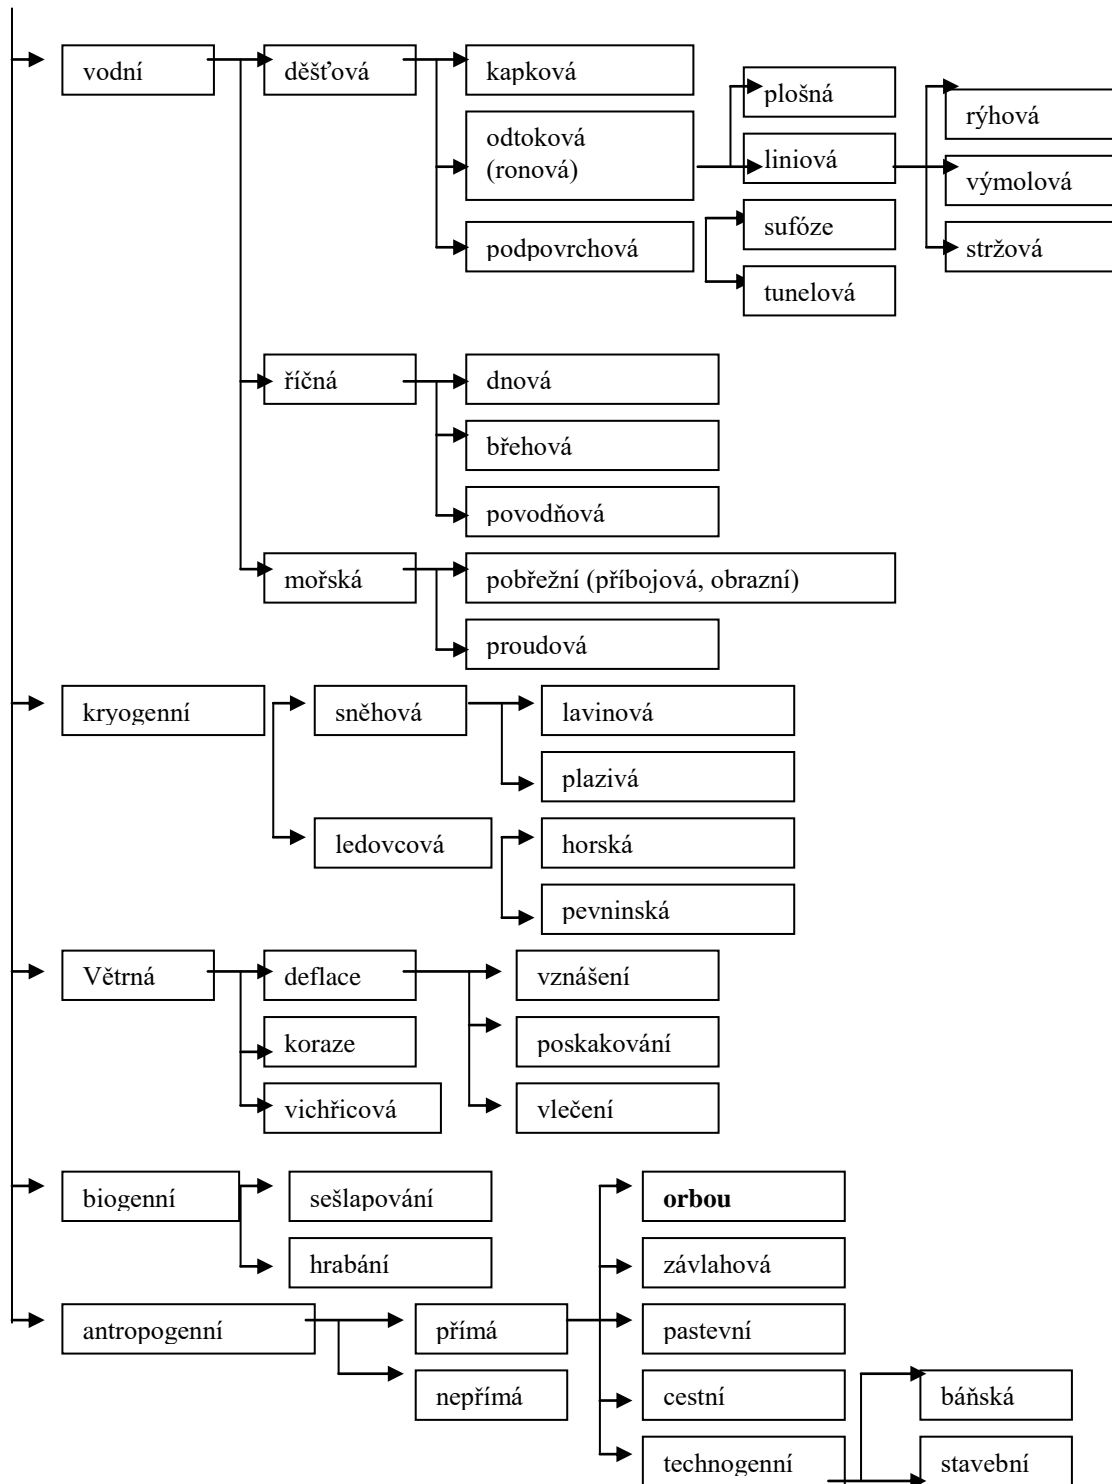 vodní
děšťová
kapková
plošná
rýhová
odtoková
(ronová)
liniová
výmolová
sufóze
podpovrchová
stržová
tunelová
říčná
dnová
břehová
povodňová
mořská
pobřežní (příbojová, obrazní)
proudová
kryogenní
sněhová
lavinová
plazivá
ledovcová
horská
pevninská
Větrná
deflace
vznášení
koraze
poskakování
vichřicová
vlečení
biogenní
sešlapování
orbou
hrabání
závlahová
antropogenní
přímá
pastevní
nepřímá
cestní
báňská
technogenní
stavební